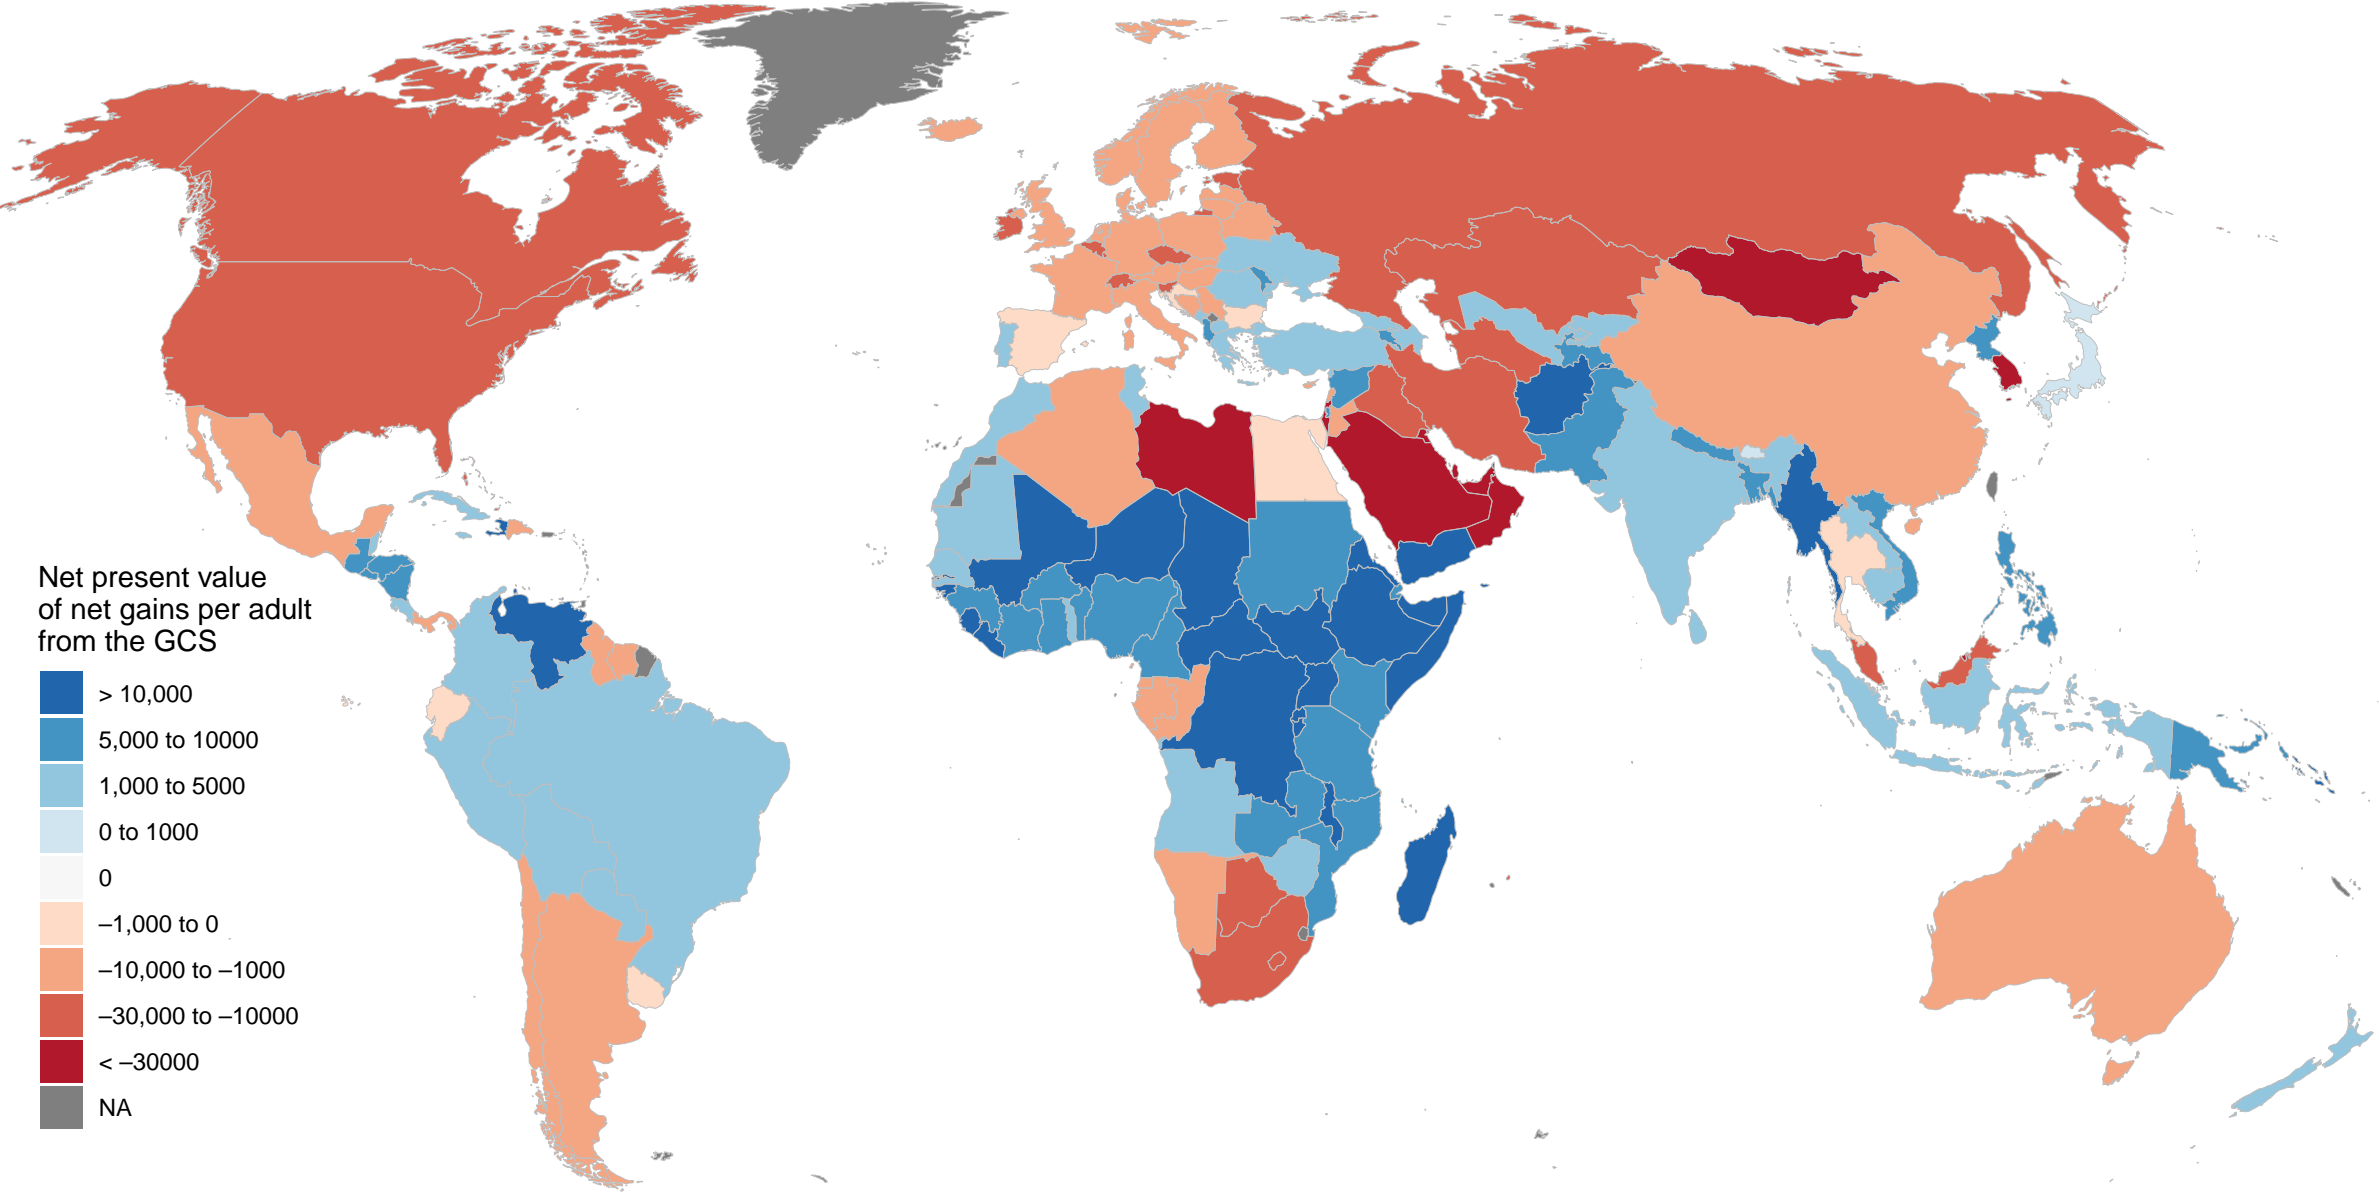 Net present value
of net gains per adult
from the GCS
> 10,000
5,000 to 10000
1,000 to 5000
0 to 1000
0
–1,000 to 0
–10,000 to –1000
–30,000 to –10000
< –30000
NA